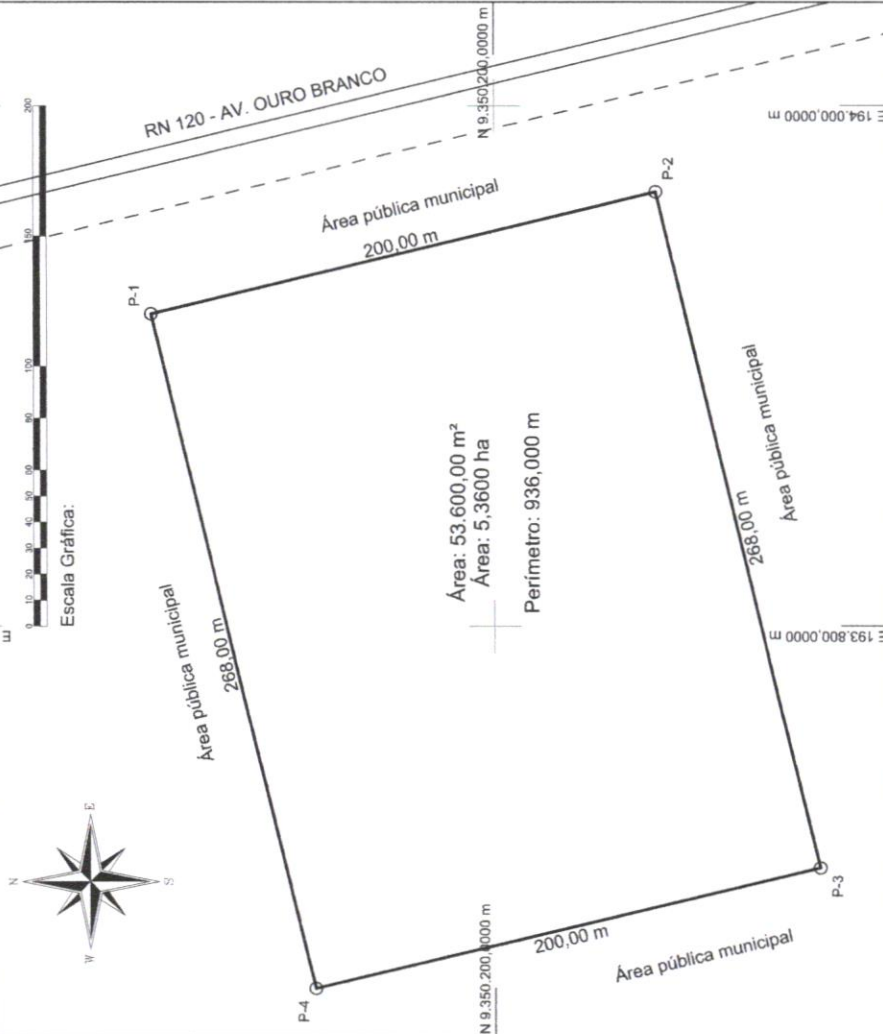 N
W
E
S
Escala Gráfica:
0 10 20 30 40 50 60 80 100 150 200
RN 120 - AV. OURO BRANCO
P-1
P-2
P-3
P-4
Área pública municipal
200,00 m
Área pública municipal
268,00 m
Área: 53.600,00 m²
Área: 5,3600 ha
Perímetro: 936,000 m
268,00 m
Área pública municipal
200,00 m
Área pública municipal
N 9.350.200,0000 m
N 9.350.200,0000 m
E 194.000,0000 m
E 193.800,0000 m
m